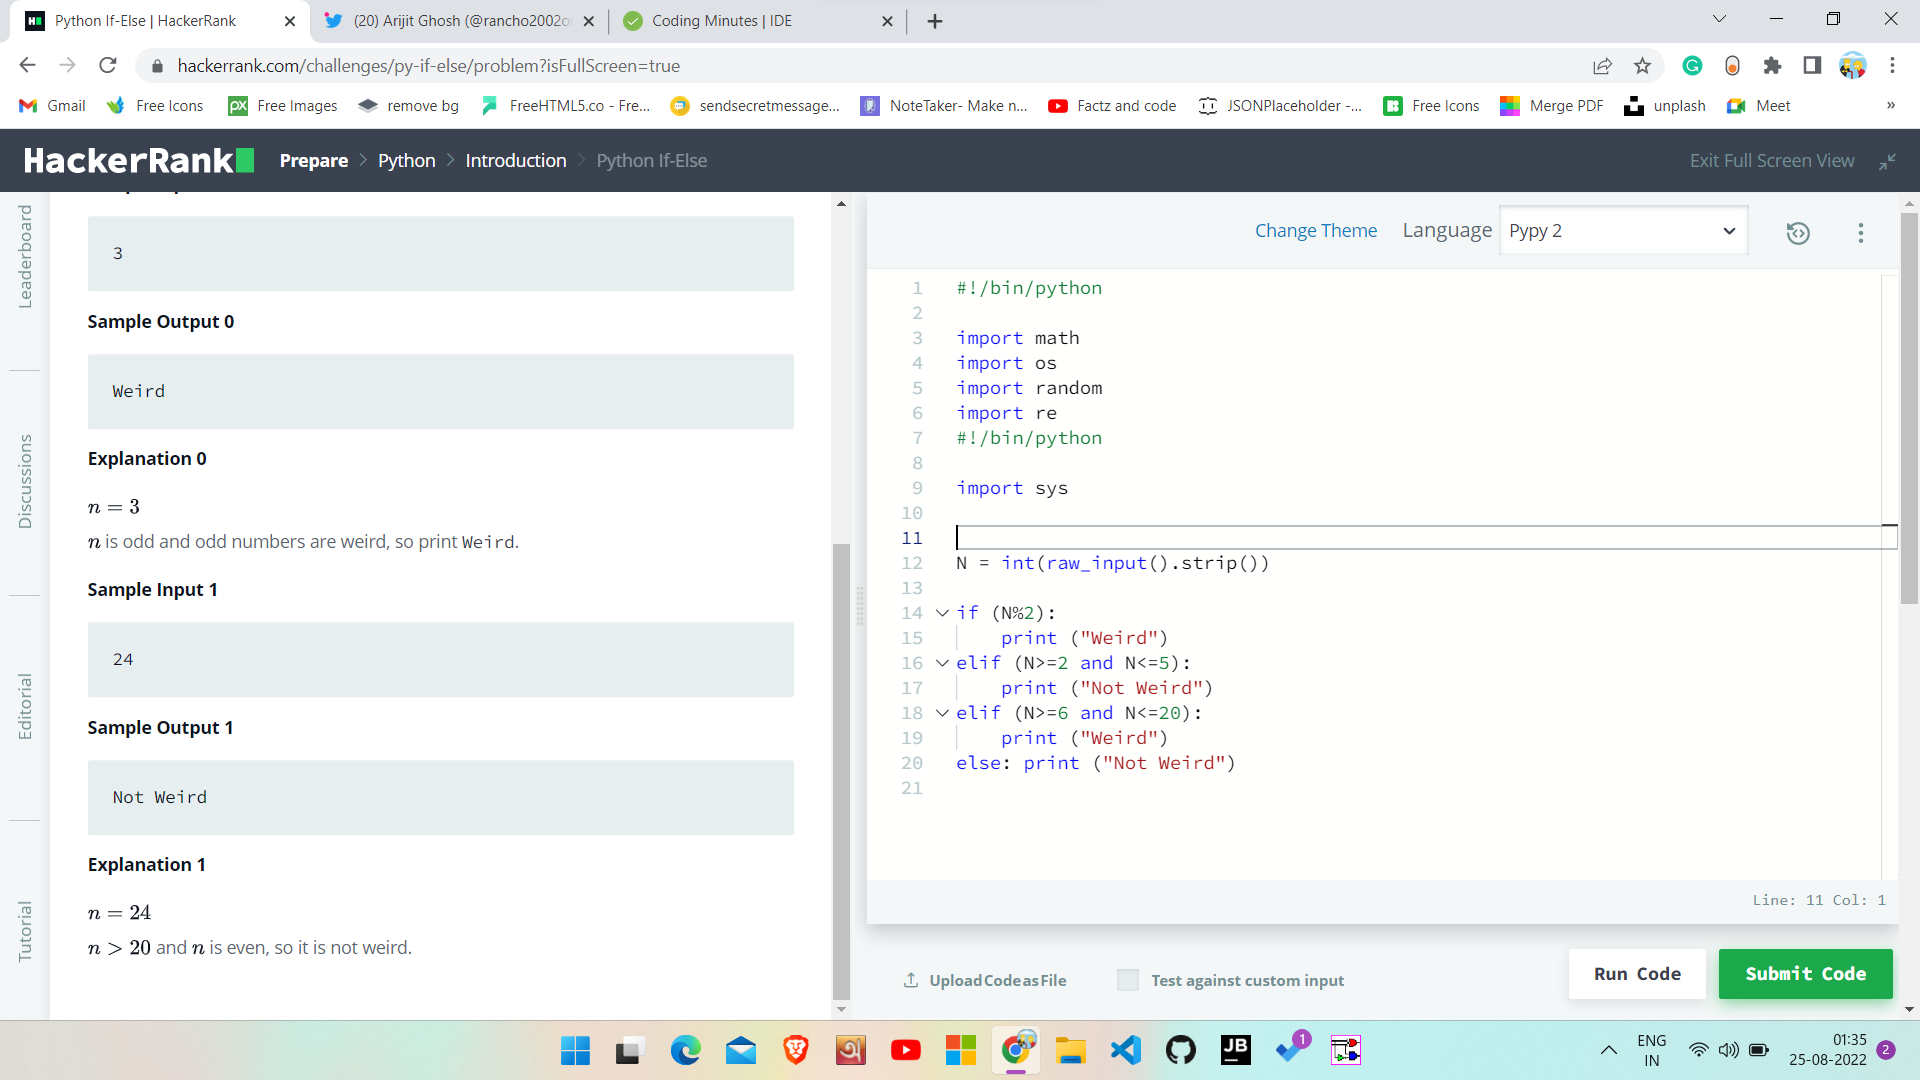 Python If-Else | HackerRank
(20) Arijit Ghosh (@rancho2002o
Coding Minutes | IDE
hackerrank.com/challenges/py-if-else/problem?isFullScreen=true
Gmail
Free Icons
Free Images
remove bg
FreeHTML5.co - Fre...
sendsecretmessage...
NoteTaker- Make n...
Factz and code
JSONPlaceholder -...
Free Icons
Merge PDF
unplash
Meet
»
HackerRank
Prepare > Python > Introduction > Python If-Else
Exit Full Screen View
Leaderboard
Discussions
Editorial
Tutorial
3
Sample Output 0
Weird
Explanation 0
n = 3
n is odd and odd numbers are weird, so print Weird.
Sample Input 1
24
Sample Output 1
Not Weird
Explanation 1
n = 24
n > 20 and n is even, so it is not weird.
Change Theme
Language
Pypy 2
1 #!/bin/python
2
3 import math
4 import os
5 import random
6 import re
7 #!/bin/python
8
9 import sys
10
11
12 N = int(raw_input().strip())
13
14 if (N%2):
15     print ("Weird")
16 elif (N>=2 and N<=5):
17     print ("Not Weird")
18 elif (N>=6 and N<=20):
19     print ("Weird")
20 else: print ("Not Weird")
21
Line: 11 Col: 1
Upload Code as File
Test against custom input
Run Code
Submit Code
JB
1
ENG
IN
01:35
25-08-2022
2